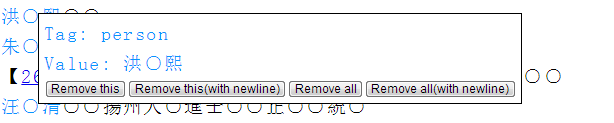 洪〇熙〇〇
Tag: person
朱〇
Value: 洪〇熙
【26
〇〇
Remove this Remove this(with newline) Remove all Remove all(with newline)
汪〇清〇〇揚州人〇進士〇〇正〇〇統〇